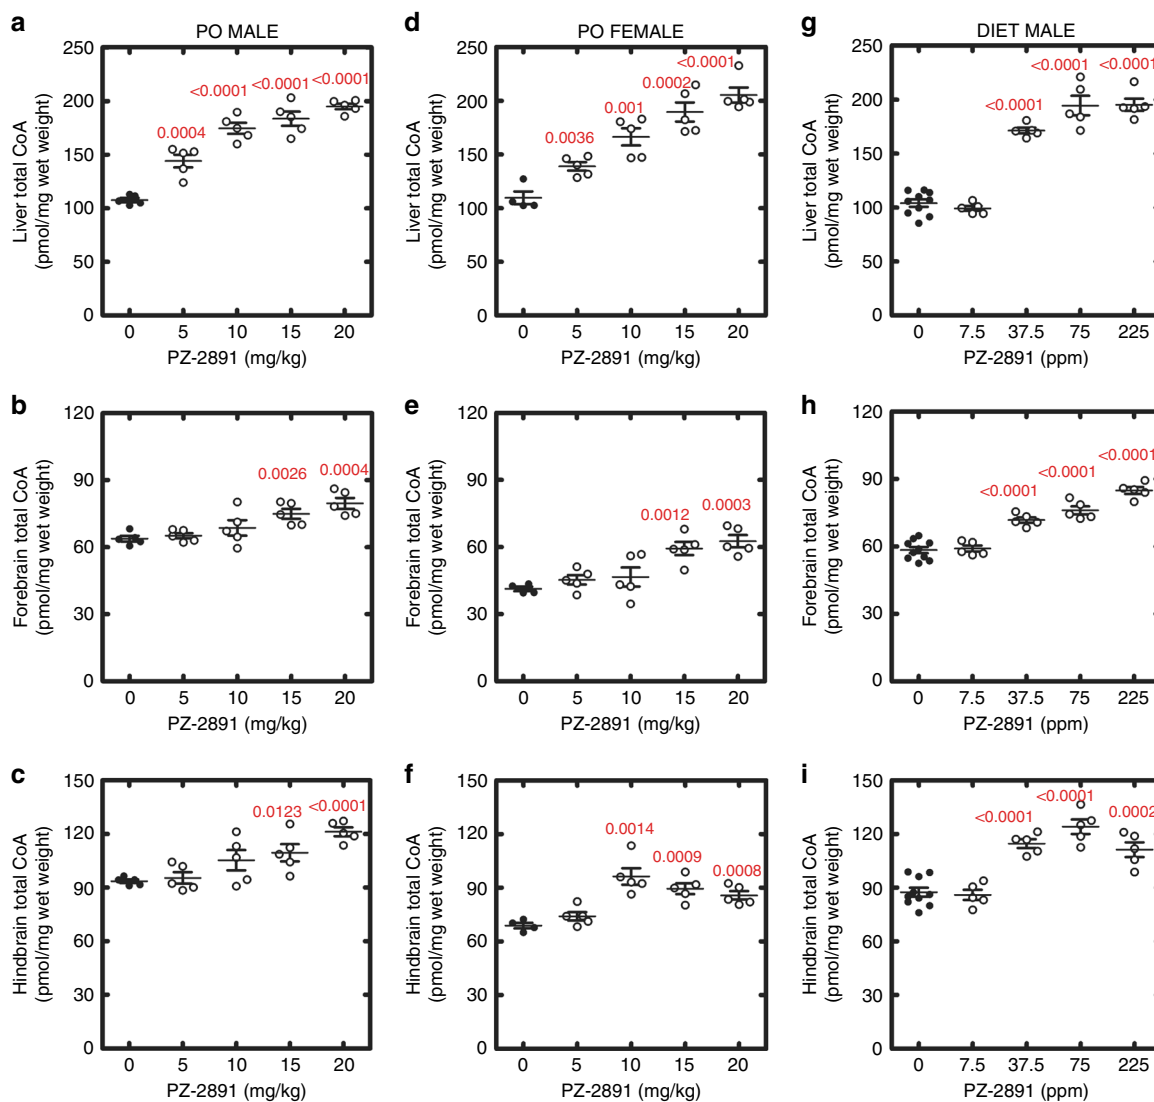 a
PO MALE
250
200
150
100
50
0
Liver total CoA
(pmol/mg wet weight)
0.0004
<0.0001
<0.0001
<0.0001
0 5 10 15 20
PZ-2891 (mg/kg)
d
PO FEMALE
250
200
150
100
50
0
Liver total CoA
(pmol/mg wet weight)
0.0036
0.001
0.0002
<0.0001
0 5 10 15 20
PZ-2891 (mg/kg)
g
DIET MALE
250
200
150
100
50
0
Liver total CoA
(pmol/mg wet weight)
<0.0001
<0.0001
<0.0001
0 7.5 37.5 75 225
PZ-2891 (ppm)
b
120
90
60
30
0
Forebrain total CoA
(pmol/mg wet weight)
0.0026
0.0004
0 5 10 15 20
PZ-2891 (mg/kg)
e
120
90
60
30
0
Forebrain total CoA
(pmol/mg wet weight)
0.0012
0.0003
0 5 10 15 20
PZ-2891 (mg/kg)
h
120
90
60
30
0
Forebrain total CoA
(pmol/mg wet weight)
<0.0001
<0.0001
<0.0001
0 7.5 37.5 75 225
PZ-2891 (ppm)
c
150
120
90
60
30
0
Hindbrain total CoA
(pmol/mg wet weight)
0.0123
<0.0001
0 5 10 15 20
PZ-2891 (mg/kg)
f
150
120
90
60
30
0
Hindbrain total CoA
(pmol/mg wet weight)
0.0014
0.0009
0.0008
0 5 10 15 20
PZ-2891 (mg/kg)
i
150
120
90
60
30
0
Hindbrain total CoA
(pmol/mg wet weight)
<0.0001
<0.0001
0.0002
0 7.5 37.5 75 225
PZ-2891 (ppm)